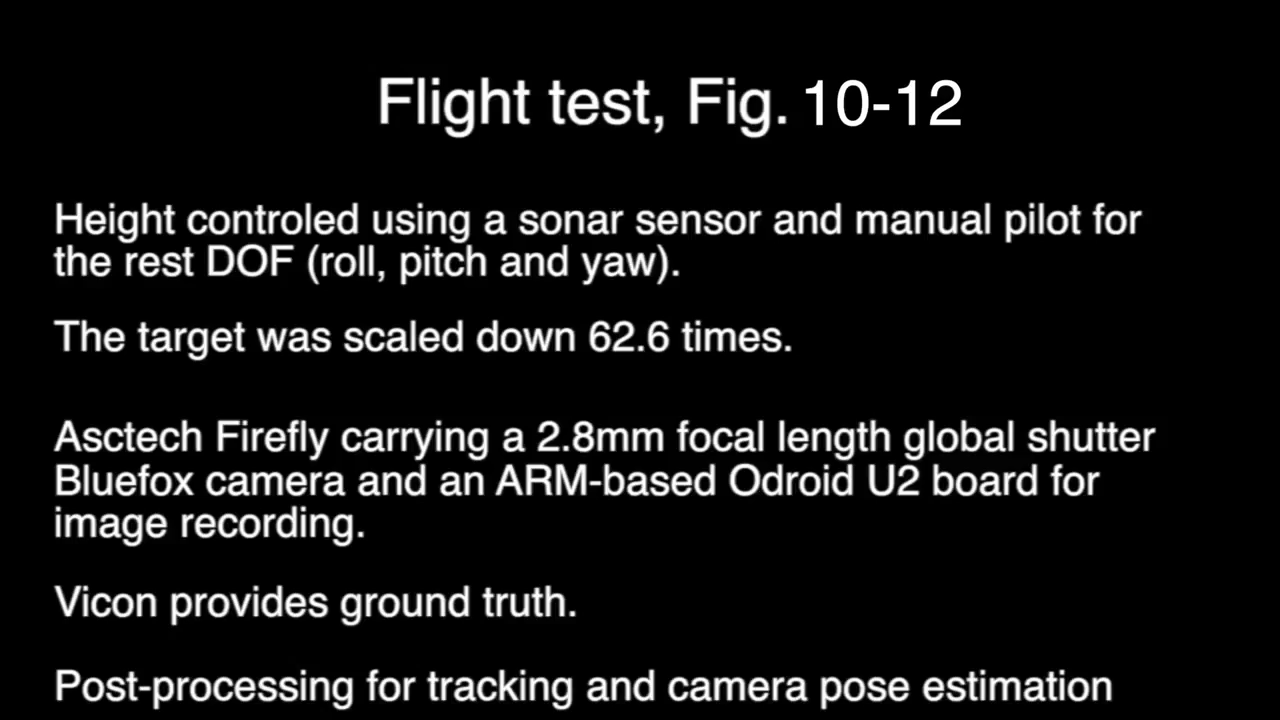 Flight test, Fig. 10-12
Height controled using a sonar sensor and manual pilot for
the rest DOF (roll, pitch and yaw).
The target was scaled down 62.6 times.
Asctech Firefly carrying a 2.8mm focal length global shutter
Bluefox camera and an ARM-based Odroid U2 board for
image recording.
Vicon provides ground truth.
Post-processing for tracking and camera pose estimation